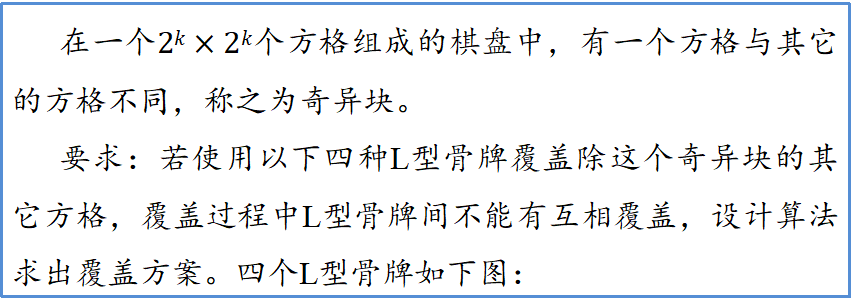 在一个2ᵏ × 2ᵏ个方格组成的棋盘中，有一个方格与其它
的方格不同，称之为奇异块。
要求：若使用以下四种L型骨牌覆盖除这个奇异块的其
它方格，覆盖过程中L型骨牌间不能有互相覆盖，设计算法
求出覆盖方案。四个L型骨牌如下图：